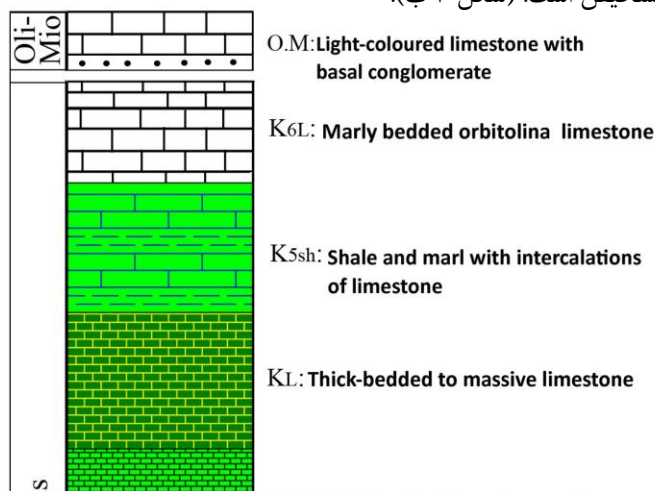 (شکل
Oli-
Mio
O.M: Light-coloured limestone with
basal conglomerate
K6L: Marly bedded orbitolina limestone
K5sh: Shale and marl with intercalations
of limestone
KL: Thick-bedded to massive limestone
s